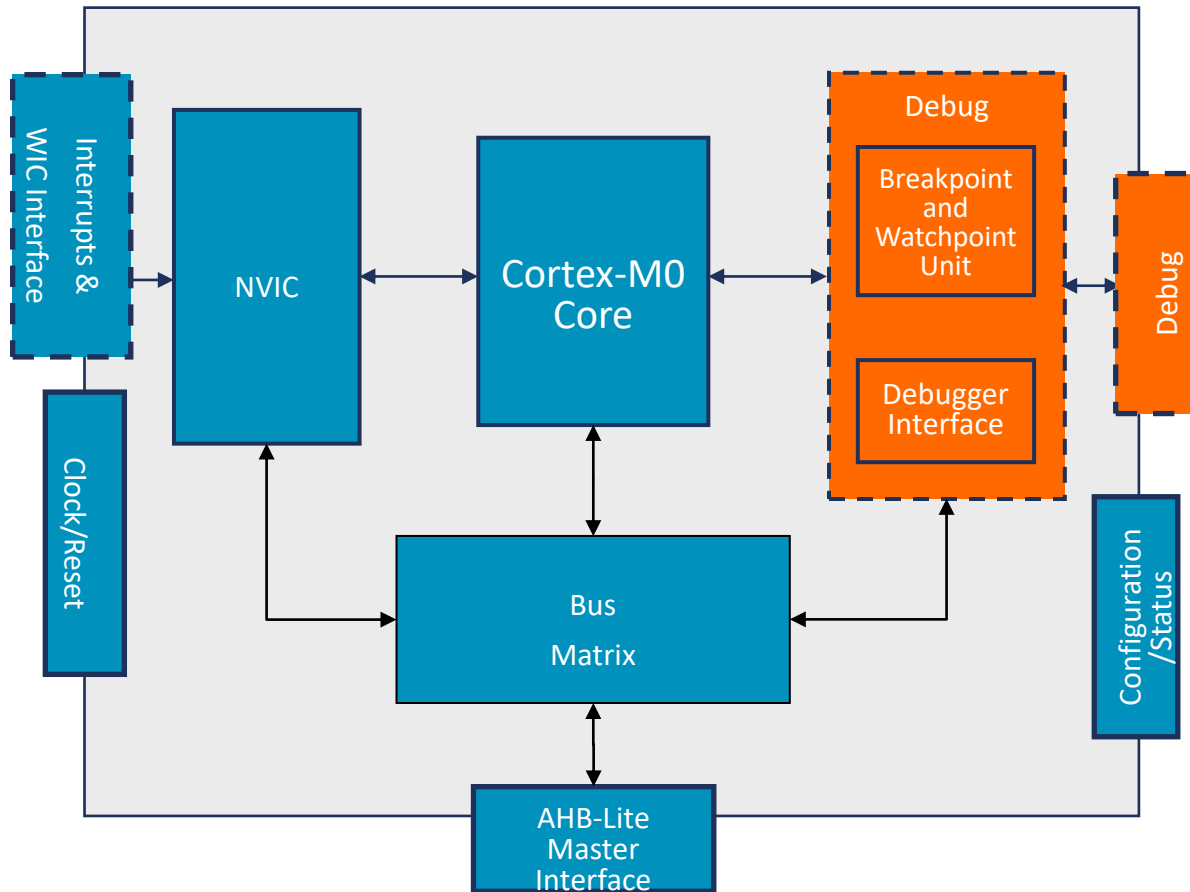 Interrupts &
WIC Interface
NVIC
Cortex-M0
Core
Debug
Breakpoint
and
Watchpoint
Unit
Debugger
Interface
Debug
Clock/Reset
Bus
Matrix
Configuration
/Status
AHB-Lite
Master
Interface